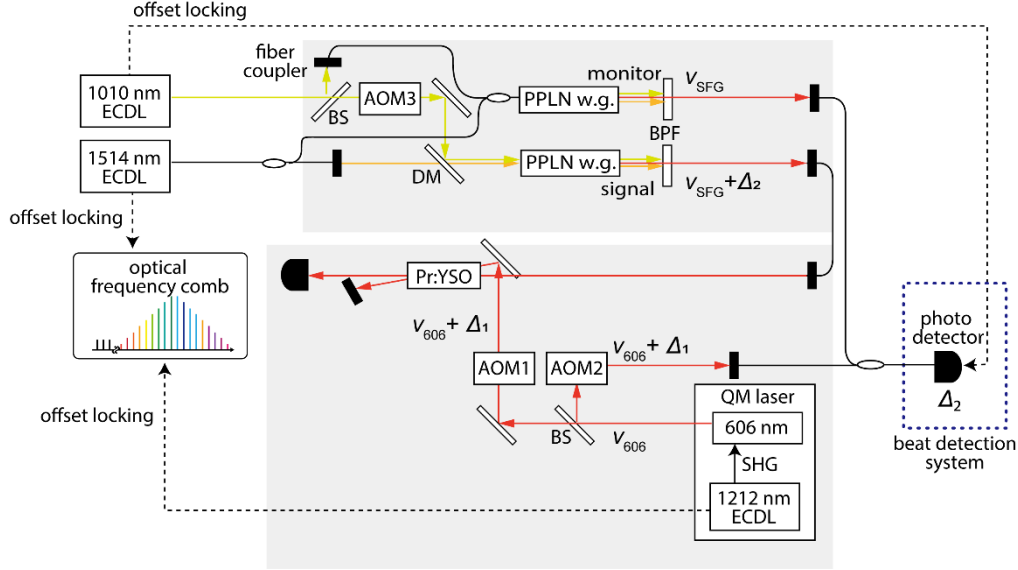 offset locking
fiber
coupler
monitor
1010 nm
ECDL
AOM3
PPLN w.g.
νSFG
BS
BPF
1514 nm
ECDL
PPLN w.g.
DM
signal
νSFG+Δ2
offset locking
optical
frequency comb
Pr:YSO
ν606+ Δ1
ν606+ Δ1
photo
detector
AOM1
AOM2
Δ2
offset locking
QM laser
BS
ν606
606 nm
beat detection
system
SHG
1212 nm
ECDL